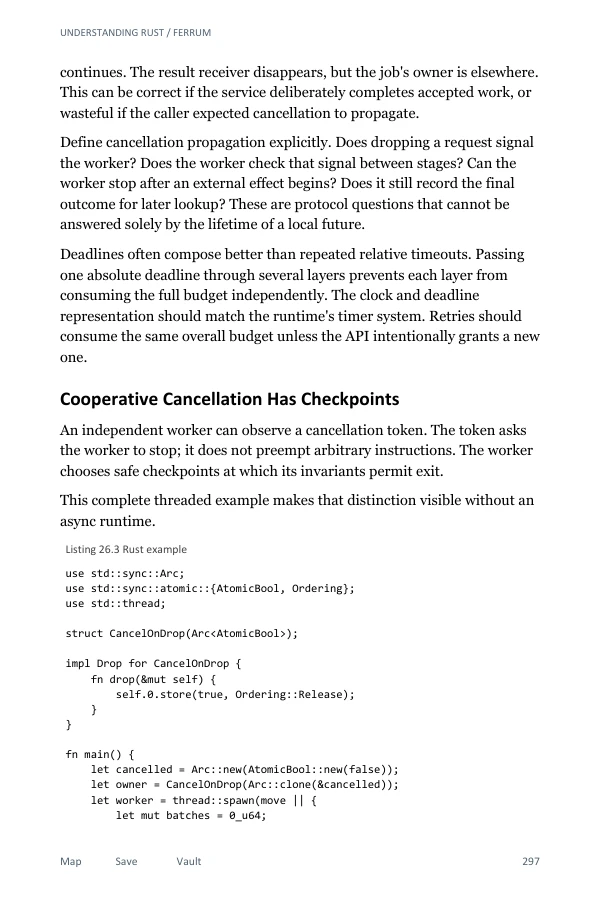 UNDERSTANDING RUST / FERRUM
continues. The result receiver disappears, but the job's owner is elsewhere.
This can be correct if the service deliberately completes accepted work, or
wasteful if the caller expected cancellation to propagate.
Define cancellation propagation explicitly. Does dropping a request signal
the worker? Does the worker check that signal between stages? Can the
worker stop after an external effect begins? Does it still record the final
outcome for later lookup? These are protocol questions that cannot be
answered solely by the lifetime of a local future.
Deadlines often compose better than repeated relative timeouts. Passing
one absolute deadline through several layers prevents each layer from
consuming the full budget independently. The clock and deadline
representation should match the runtime's timer system. Retries should
consume the same overall budget unless the API intentionally grants a new
one.
Cooperative Cancellation Has Checkpoints
An independent worker can observe a cancellation token. The token asks
the worker to stop; it does not preempt arbitrary instructions. The worker
chooses safe checkpoints at which its invariants permit exit.
This complete threaded example makes that distinction visible without an
async runtime.
Listing 26.3 Rust example
use std::sync::Arc;
use std::sync::atomic::{AtomicBool, Ordering};
use std::thread;
struct CancelOnDrop(Arc<AtomicBool>);
impl Drop for CancelOnDrop {
    fn drop(&mut self) {
        self.0.store(true, Ordering::Release);
    }
}
fn main() {
    let cancelled = Arc::new(AtomicBool::new(false));
    let owner = CancelOnDrop(Arc::clone(&cancelled));
    let worker = thread::spawn(move || {
        let mut batches = 0_u64;
Map Save Vault 297